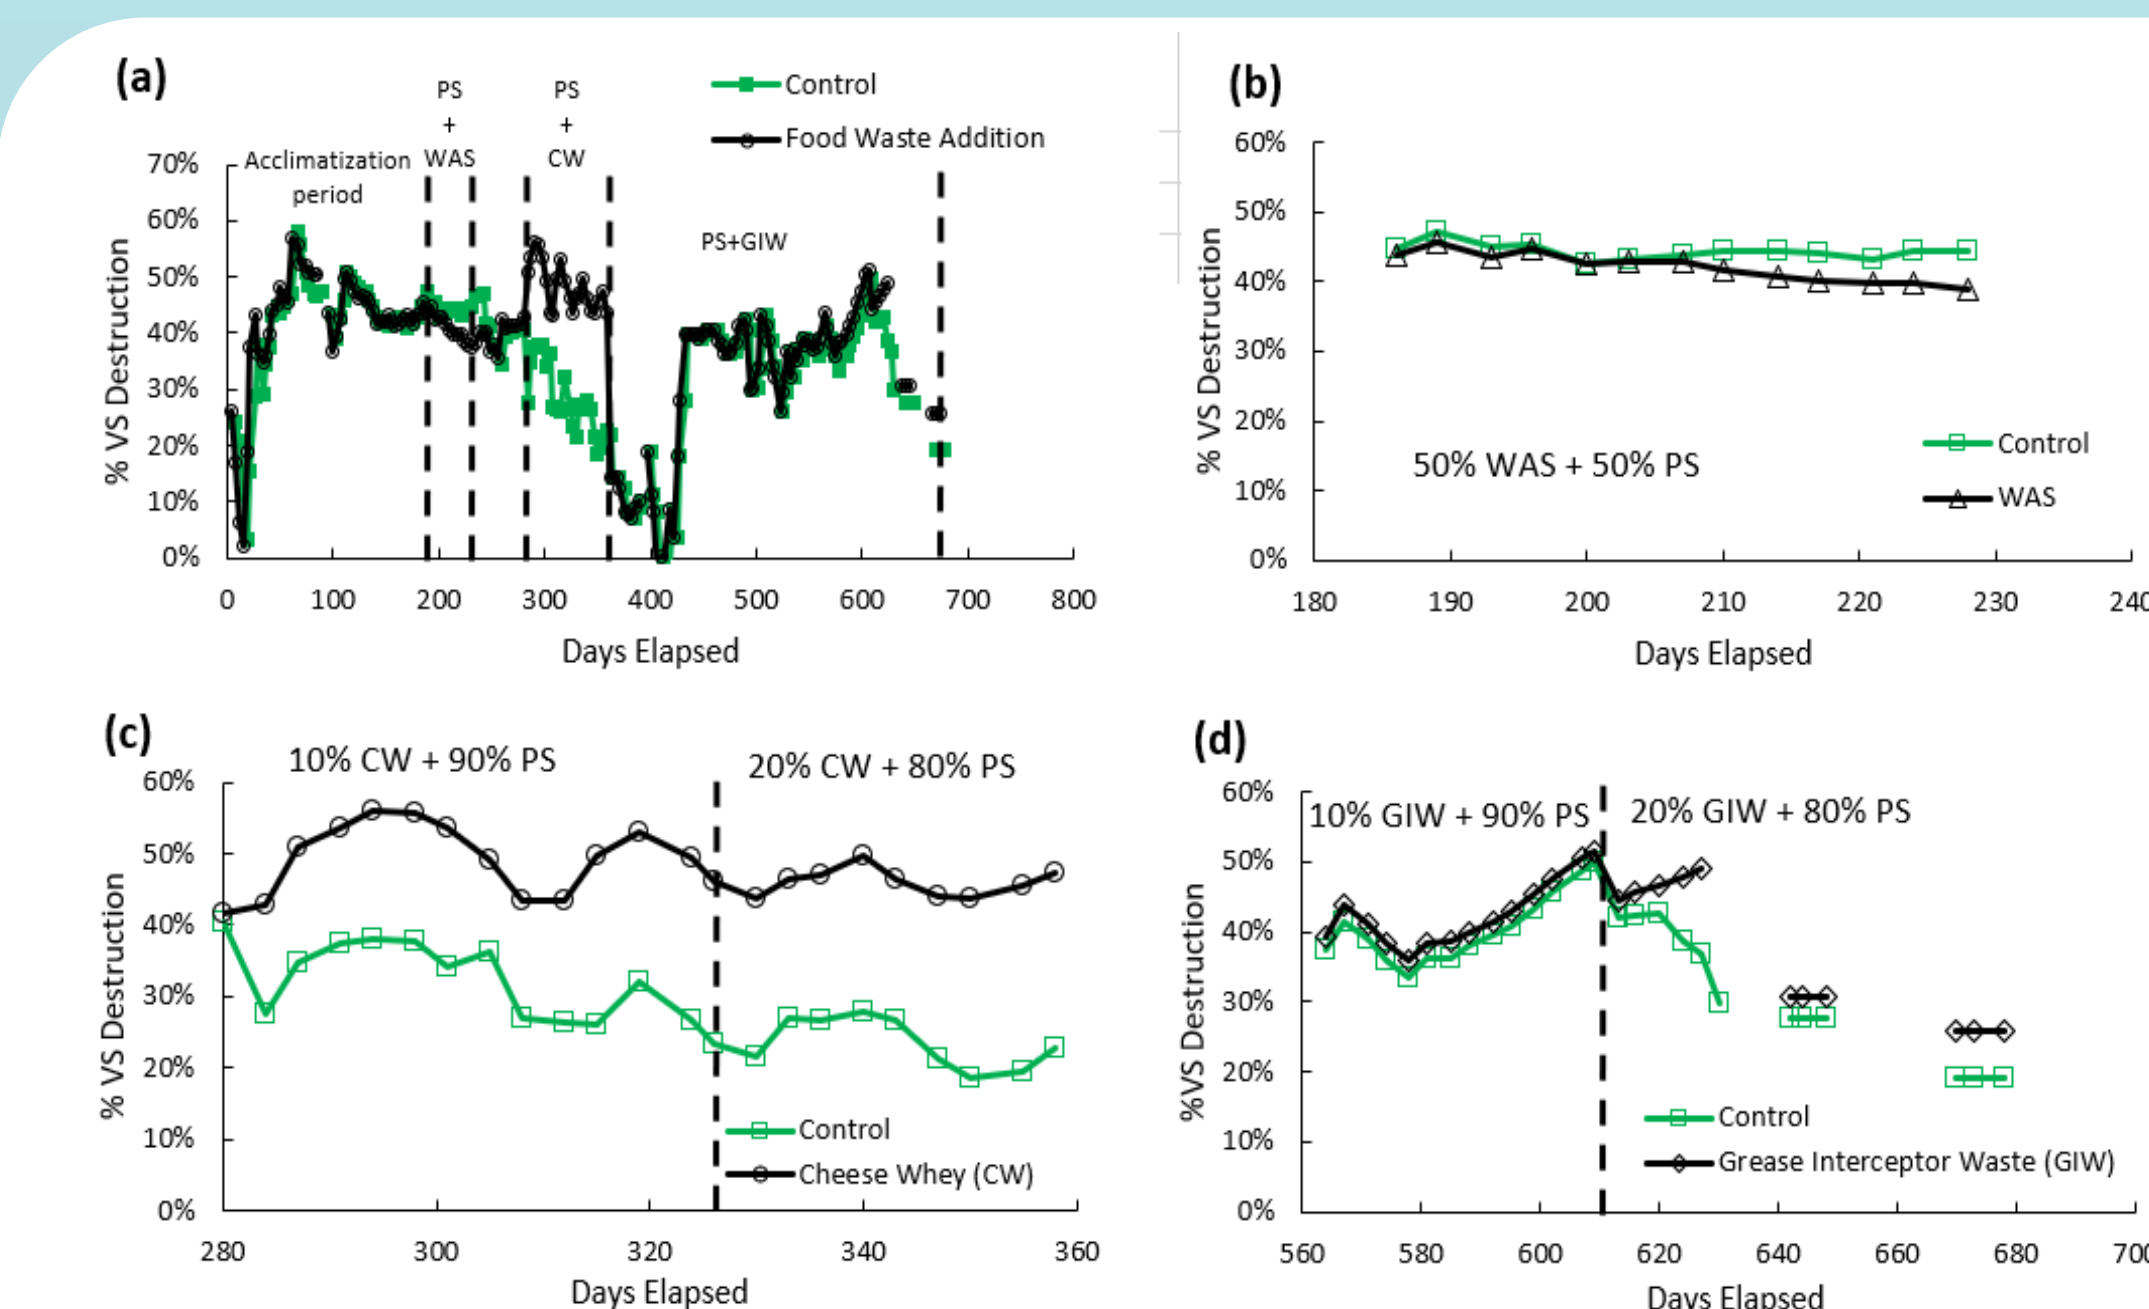 (a)
PS
+
WAS
PS
+
CW
Control
Food Waste Addition
Acclimatization
period
PS+GIW
70%
60%
50%
40%
30%
20%
10%
0%
% VS Destruction
0 100 200 300 400 500 600 700 800
Days Elapsed
(b)
60%
50%
40%
30%
20%
10%
0%
% VS Destruction
50% WAS + 50% PS
Control
WAS
180 190 200 210 220 230 240
Days Elapsed
(c)
10% CW + 90% PS
20% CW + 80% PS
60%
50%
40%
30%
20%
10%
0%
% VS Destruction
Control
Cheese Whey (CW)
280 300 320 340 360
Days Elapsed
(d)
10% GIW + 90% PS
20% GIW + 80% PS
60%
50%
40%
30%
20%
10%
0%
%VS Destruction
Control
Grease Interceptor Waste (GIW)
560 580 600 620 640 660 680 700
Days Elapsed